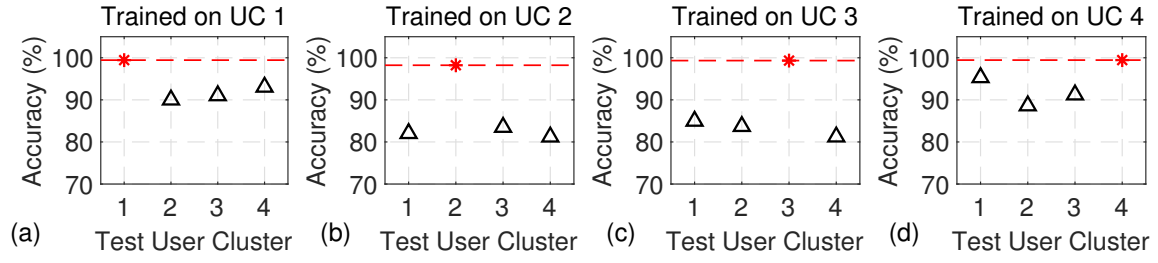 Trained on UC 1
Accuracy (%)
100
90
80
70
1 2 3 4
(a) Test User Cluster
Trained on UC 2
Accuracy (%)
100
90
80
70
1 2 3 4
(b) Test User Cluster
Trained on UC 3
Accuracy (%)
100
90
80
70
1 2 3 4
(c) Test User Cluster
Trained on UC 4
Accuracy (%)
100
90
80
70
1 2 3 4
(d) Test User Cluster